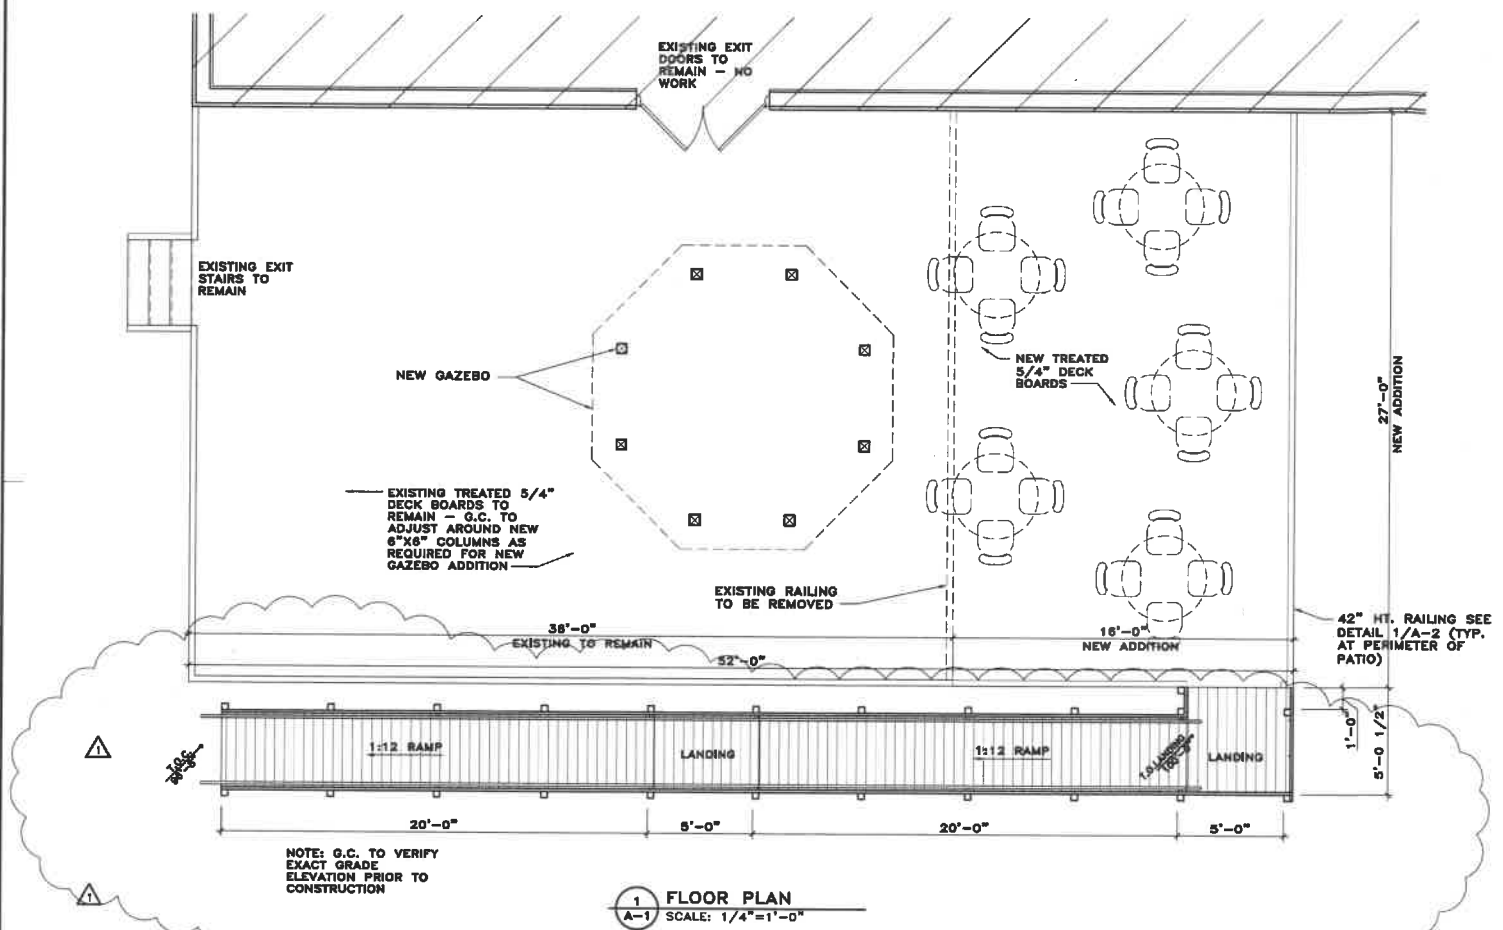 EXISTING EXIT
DOORS TO
REMAIN – NO
WORK
EXISTING EXIT
STAIRS TO
REMAIN
NEW GAZEBO
NEW TREATED
5/4" DECK
BOARDS
27'-0"
NEW ADDITION
EXISTING TREATED 5/4"
DECK BOARDS TO
REMAIN – G.C. TO
ADJUST AROUND NEW
6"X6" COLUMNS AS
REQUIRED FOR NEW
GAZEBO ADDITION
EXISTING RAILING
TO BE REMOVED
42" HT. RAILING SEE
DETAIL 1/A-2 (TYP.
AT PERIMETER OF
PATIO)
36'-0"
EXISTING TO REMAIN
16'-0"
NEW ADDITION
52'-0"
1
T.O.C.
1:12 RAMP
LANDING
1:12 RAMP
T.O.LANDING
LANDING
1'-0"
5'-0 1/2"
20'-0"
5'-0"
20'-0"
5'-0"
NOTE: G.C. TO VERIFY
EXACT GRADE
ELEVATION PRIOR TO
CONSTRUCTION
1
1
A-1
FLOOR PLAN
SCALE: 1/4"=1'-0"